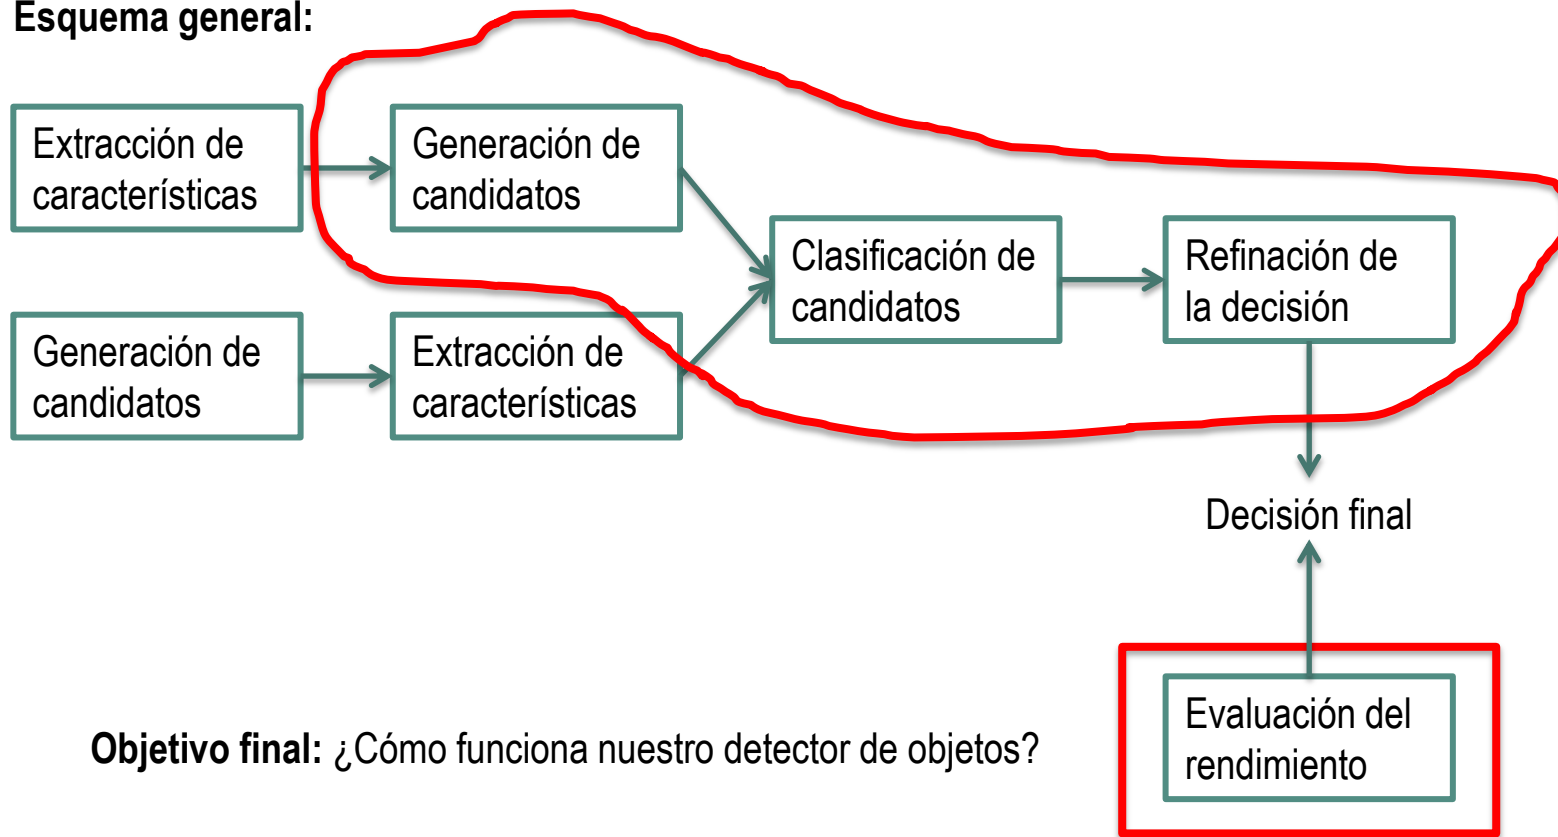 Esquema general:
Extracción de
características
Generación de
candidatos
Clasificación de
candidatos
Refinación de
la decisión
Generación de
candidatos
Extracción de
características
Decisión final
Evaluación del
rendimiento
Objetivo final: ¿Cómo funciona nuestro detector de objetos?